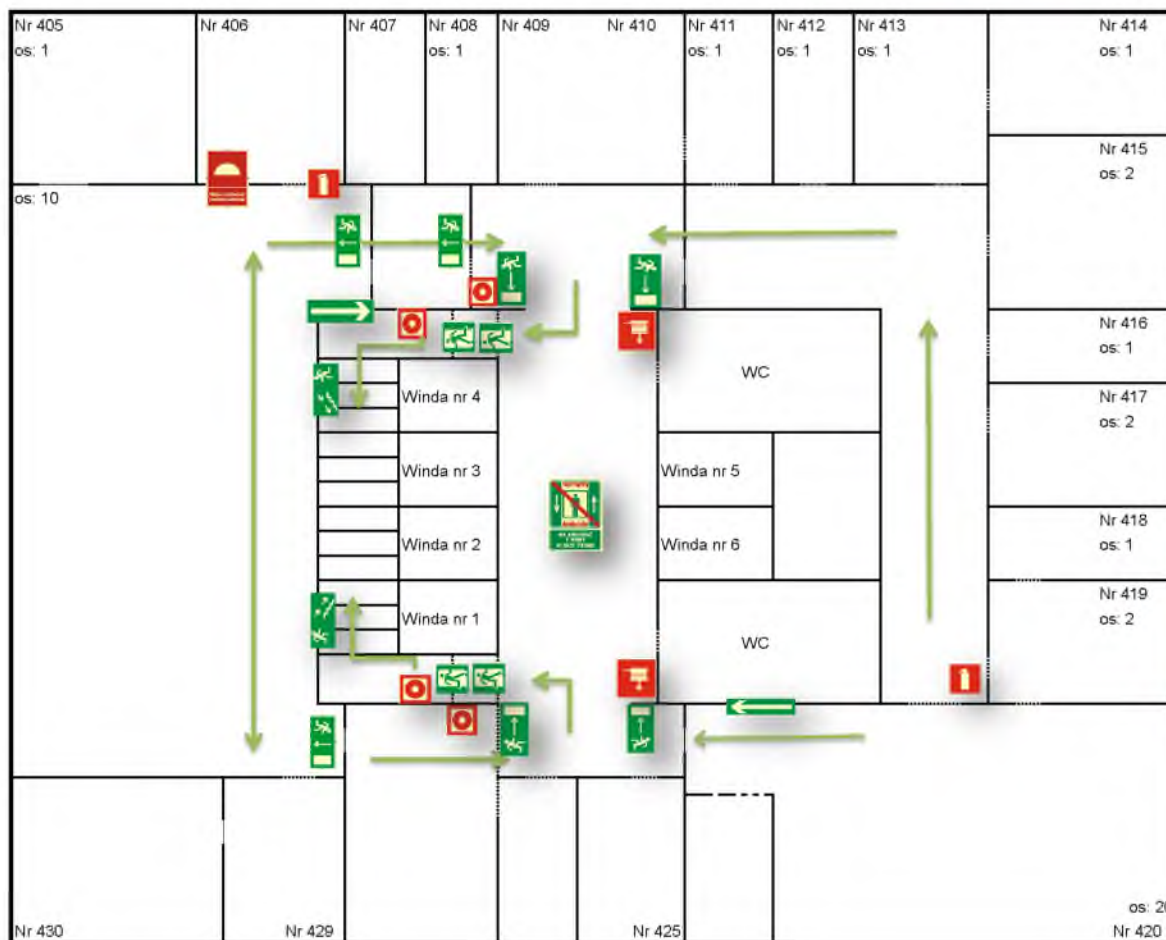 Nr 405
os: 1
Nr 406
Nr 407
Nr 408
os: 1
Nr 409
Nr 410
Nr 411
os: 1
Nr 412
os: 1
Nr 413
os: 1
Nr 414
os: 1
Nr 415
os: 2
os: 10
Nr 416
os: 1
WC
Nr 417
os: 2
Winda nr 4
Winda nr 3
Winda nr 5
Winda nr 2
Winda nr 6
Nr 418
os: 1
Nr 419
os: 2
Winda nr 1
WC
os: 20
Nr 430
Nr 429
Nr 425
Nr 420